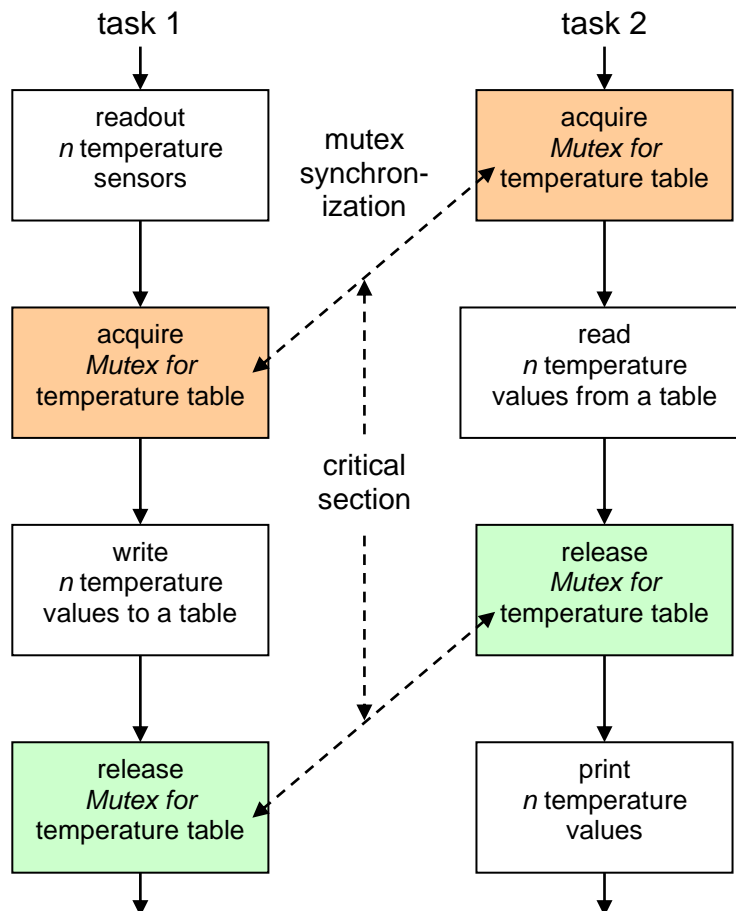 task 1
task 2
readout
n temperature
sensors
acquire
Mutex for
temperature table
mutex
synchron-
ization
acquire
Mutex for
temperature table
read
n temperature
values from a table
critical
section
write
n temperature
values to a table
release
Mutex for
temperature table
release
Mutex for
temperature table
print
n temperature
values